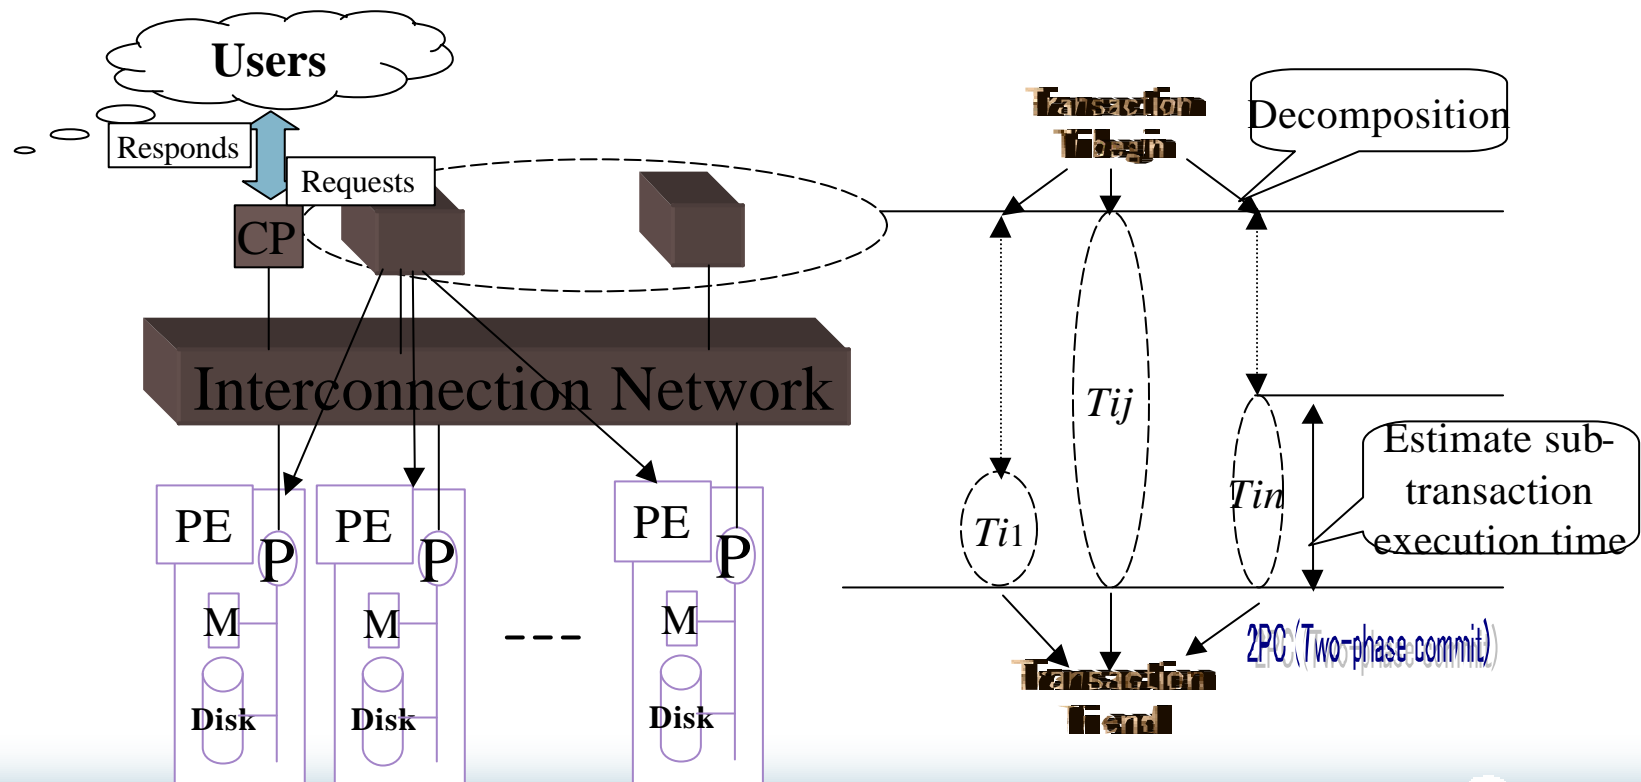 Users
Responds
Requests
CP
Interconnection Network
PE
P
M
Disk
PE
P
M
Disk
PE
P
M
Disk
Transaction
Ti begin
Decomposition
Ti1
Tij
Tin
Estimate sub-
transaction
execution time
2PC (Two-phase commit)
Transaction
Ti end